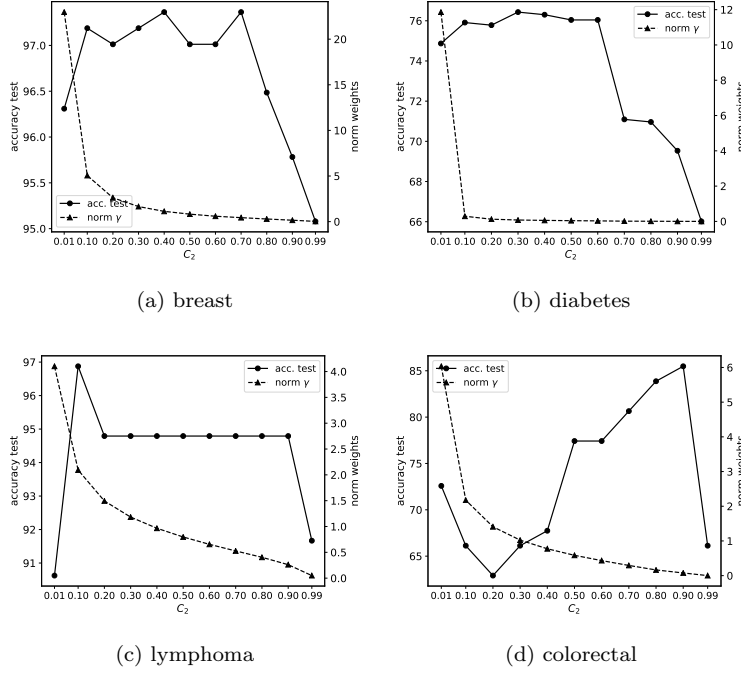 97.0
96.5
96.0
95.5
95.0
accuracy test
20
15
10
5
0
norm weights
acc. test
norm γ
0.01 0.10 0.20 0.30 0.40 0.50 0.60 0.70 0.80 0.90 0.99
C₂
(a) breast
76
74
72
70
68
66
accuracy test
12
10
8
6
4
2
0
norm weights
acc. test
norm γ
0.01 0.10 0.20 0.30 0.40 0.50 0.60 0.70 0.80 0.90 0.99
C₂
(b) diabetes
97
96
95
94
93
92
91
accuracy test
4.0
3.5
3.0
2.5
2.0
1.5
1.0
0.5
0.0
norm weights
acc. test
norm γ
0.01 0.10 0.20 0.30 0.40 0.50 0.60 0.70 0.80 0.90 0.99
C₂
(c) lymphoma
85
80
75
70
65
accuracy test
6
5
4
3
2
1
0
norm weights
acc. test
norm γ
0.01 0.10 0.20 0.30 0.40 0.50 0.60 0.70 0.80 0.90 0.99
C₂
(d) colorectal